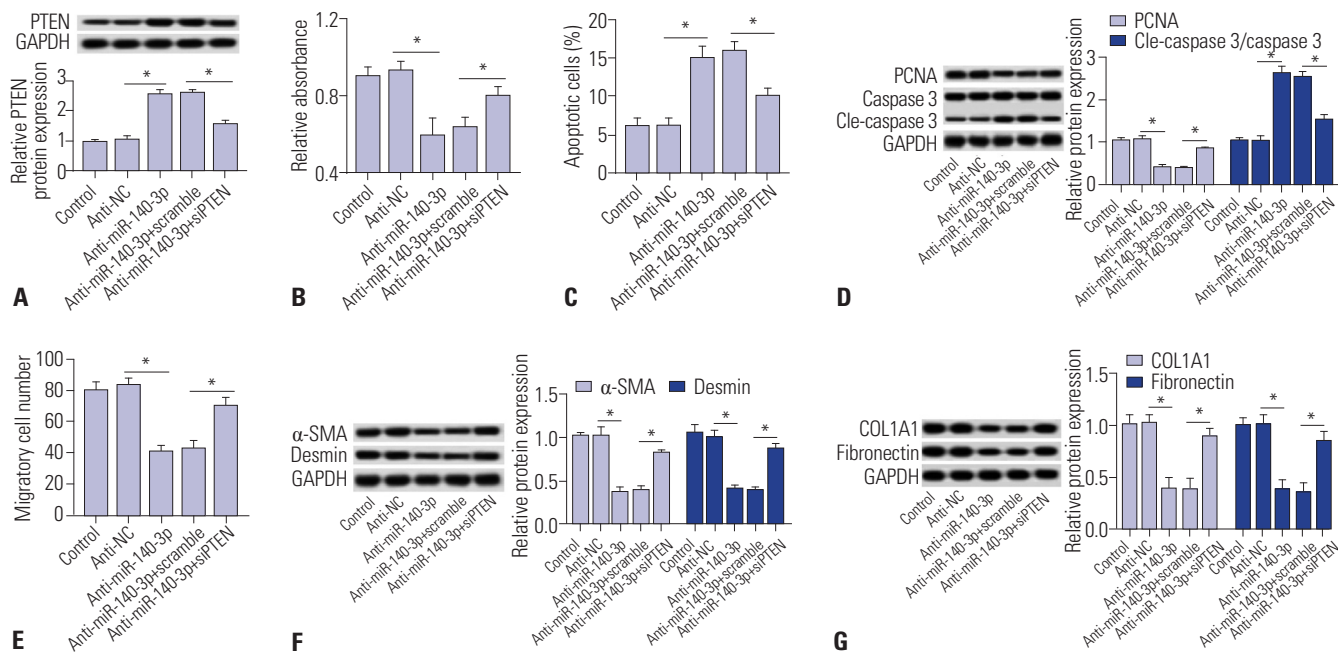 PTEN
GAPDH
Relative PTEN
protein expression
3
2
1
0
*
*
Control
Anti-NC
Anti-miR-140-3p
Anti-miR-140-3p+scramble
Anti-miR-140-3p+siPTEN
A
Relative absorbance
1.2
0.8
0.4
*
*
Control
Anti-NC
Anti-miR-140-3p
Anti-miR-140-3p+scramble
Anti-miR-140-3p+siPTEN
B
Apoptotic cells (%)
20
15
10
5
0
*
*
Control
Anti-NC
Anti-miR-140-3p
Anti-miR-140-3p+scramble
Anti-miR-140-3p+siPTEN
C
PCNA
Caspase 3
Cle-caspase 3
GAPDH
Control
Anti-NC
Anti-miR-140-3p
Anti-miR-140-3p+scramble
Anti-miR-140-3p+siPTEN
PCNA
Cle-caspase 3/caspase 3
Relative protein expression
3
2
1
0
*
*
*
*
Control
Anti-NC
Anti-miR-140-3p
Anti-miR-140-3p+scramble
Anti-miR-140-3p+siPTEN
Control
Anti-NC
Anti-miR-140-3p
Anti-miR-140-3p+scramble
Anti-miR-140-3p+siPTEN
D
Migratory cell number
100
80
60
40
20
0
*
*
Control
Anti-NC
Anti-miR-140-3p
Anti-miR-140-3p+scramble
Anti-miR-140-3p+siPTEN
E
α-SMA
Desmin
GAPDH
Control
Anti-NC
Anti-miR-140-3p
Anti-miR-140-3p+scramble
Anti-miR-140-3p+siPTEN
α-SMA
Desmin
Relative protein expression
1.5
1.0
0.5
0.0
*
*
*
*
Control
Anti-NC
Anti-miR-140-3p
Anti-miR-140-3p+scramble
Anti-miR-140-3p+siPTEN
Control
Anti-NC
Anti-miR-140-3p
Anti-miR-140-3p+scramble
Anti-miR-140-3p+siPTEN
F
COL1A1
Fibronectin
GAPDH
Control
Anti-NC
Anti-miR-140-3p
Anti-miR-140-3p+scramble
Anti-miR-140-3p+siPTEN
COL1A1
Fibronectin
Relative protein expression
1.5
1.0
0.5
0.0
*
*
*
*
Control
Anti-NC
Anti-miR-140-3p
Anti-miR-140-3p+scramble
Anti-miR-140-3p+siPTEN
Control
Anti-NC
Anti-miR-140-3p
Anti-miR-140-3p+scramble
Anti-miR-140-3p+siPTEN
G